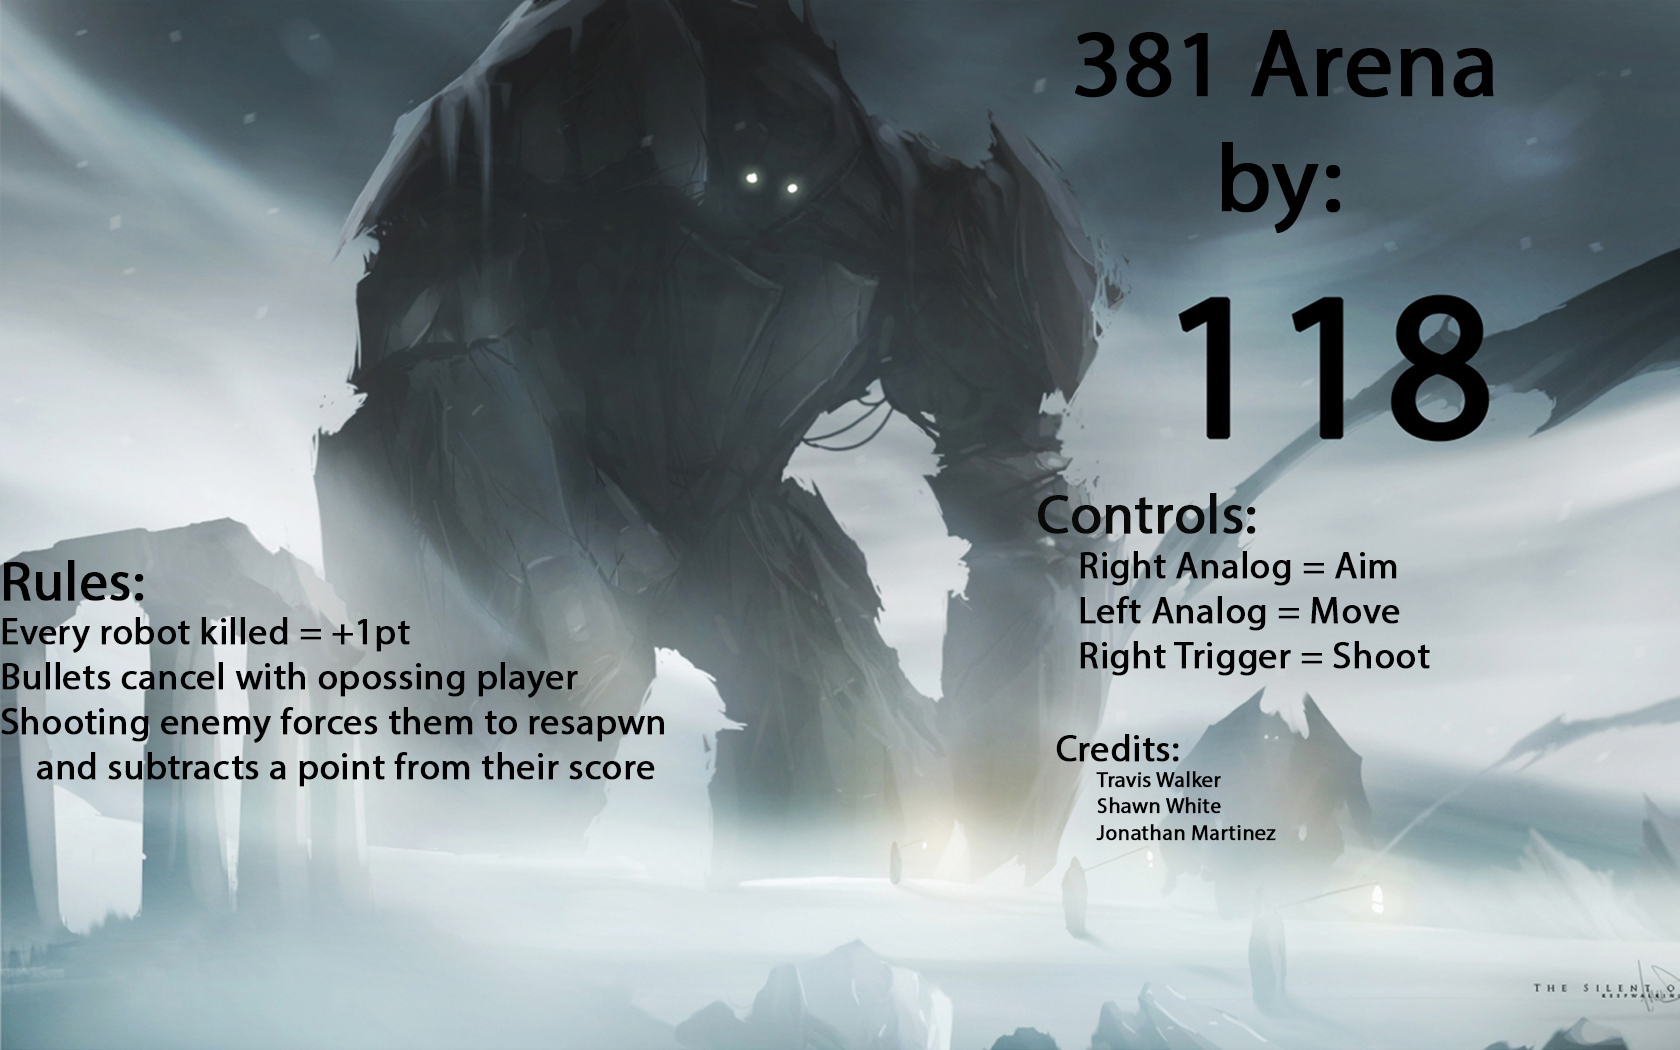 381 Arena
by:
118
Controls:
Right Analog = Aim
Left Analog = Move
Right Trigger = Shoot
Rules:
Every robot killed = +1pt
Bullets cancel with opossing player
Shooting enemy forces them to resapwn
and subtracts a point from their score
Credits:
Travis Walker
Shawn White
Jonathan Martinez
THE SILENT